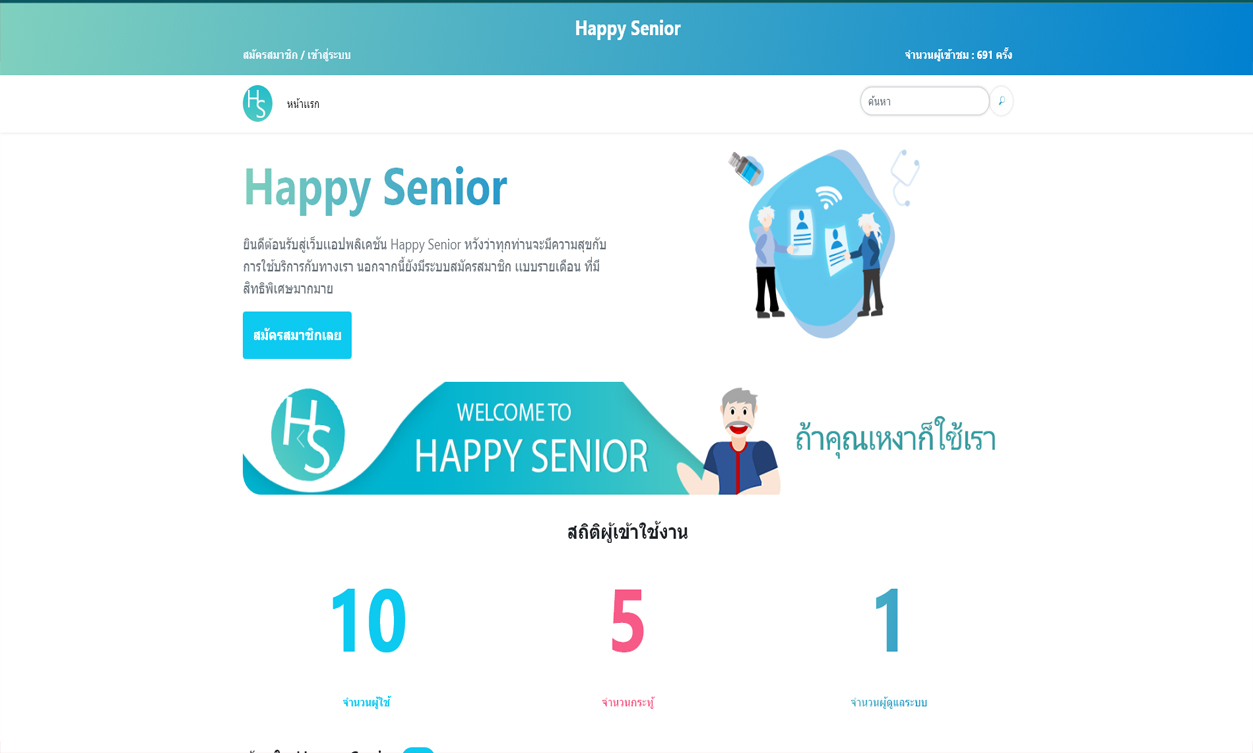 Happy Senior
สมัครสมาชิก / เข้าสู่ระบบ
จำนวนผู้เข้าชม : 691 ครั้ง
HS
หน้าแรก
ค้นหา
Happy Senior
ยินดีต้อนรับสู่เว็บแอปพลิเคชัน Happy Senior หวังว่าทุกท่านจะมีความสุขกับ
การใช้บริการกับทางเรา นอกจากนี้ยังมีระบบสมัครสมาชิก แบบรายเดือน ที่มี
สิทธิพิเศษมากมาย
สมัครสมาชิกเลย
HS
WELCOME TO
HAPPY SENIOR
ถ้าคุณเหงาก็ใช้เรา
สถิติผู้เข้าใช้งาน
10
5
1
จำนวนผู้ใช้
จำนวนกระทู้
จำนวนผู้ดูแลระบบ